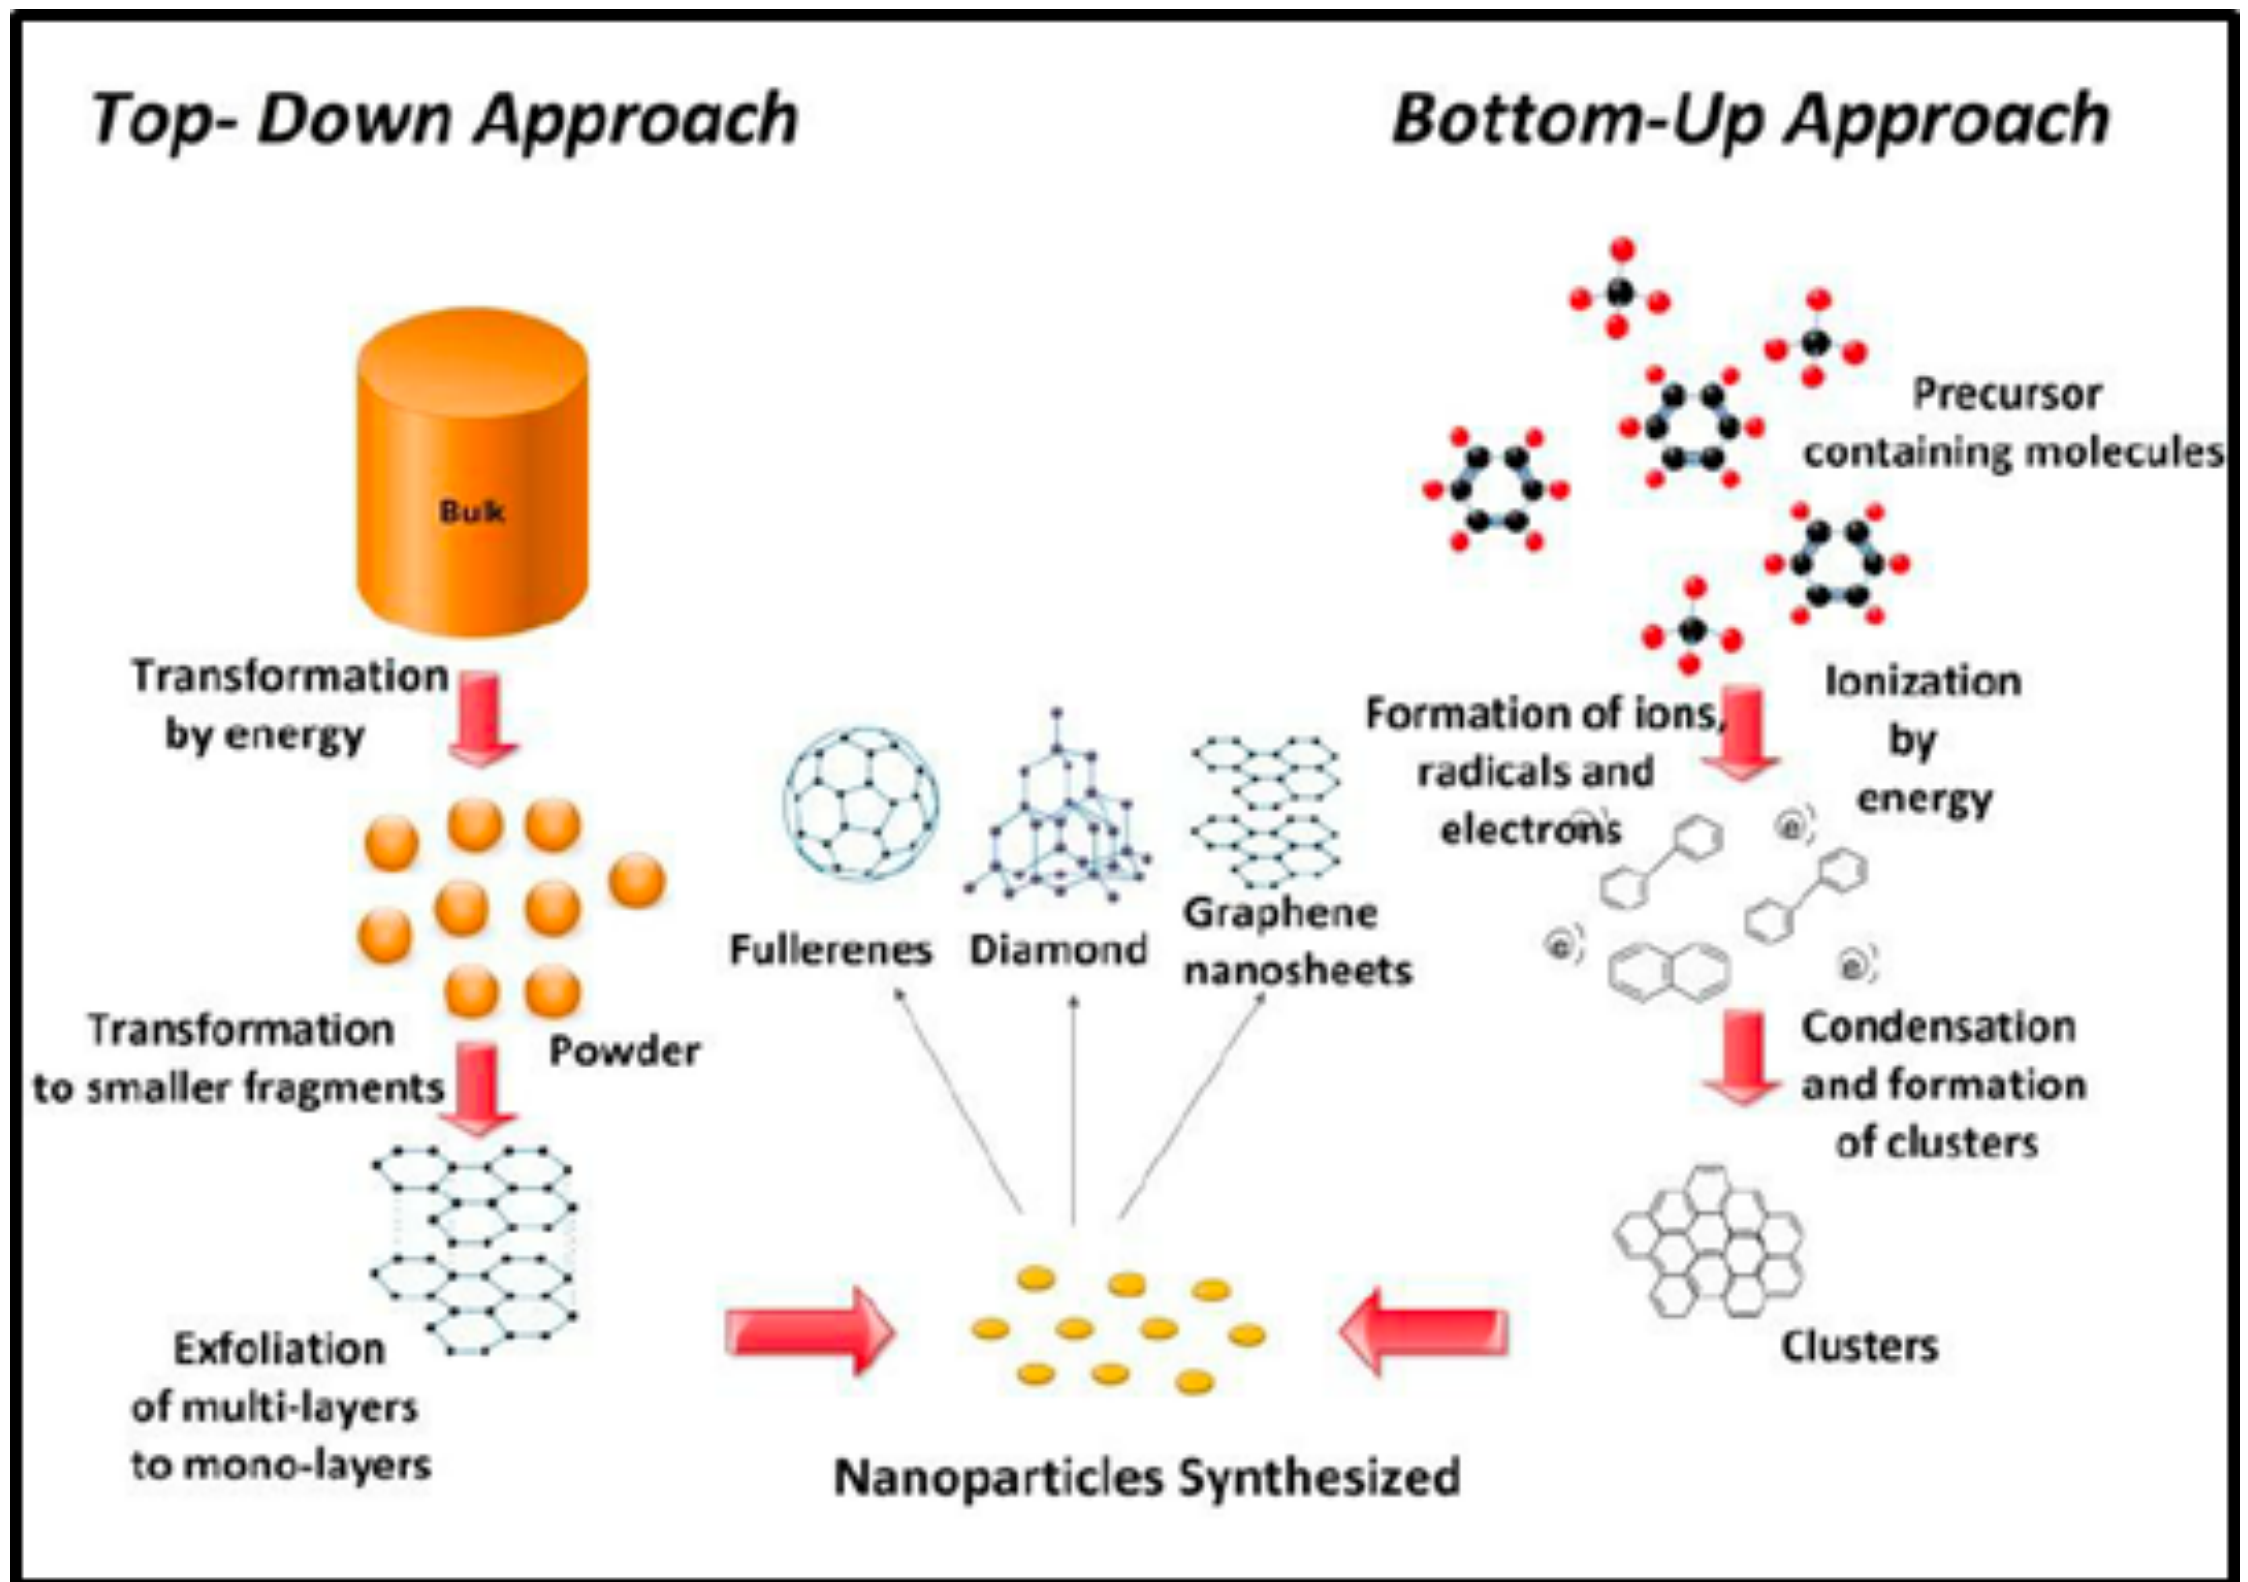 Top- Down Approach
Bottom-Up Approach
Bulk
Transformation
by energy
Powder
Transformation
to smaller fragments
Exfoliation
of multi-layers
to mono-layers
Fullerenes
Diamond
Graphene
nanosheets
Nanoparticles Synthesized
Precursor
containing molecules
Formation of ions,
radicals and
electrons
Ionization
by
energy
e
e
e
Condensation
and formation
of clusters
Clusters